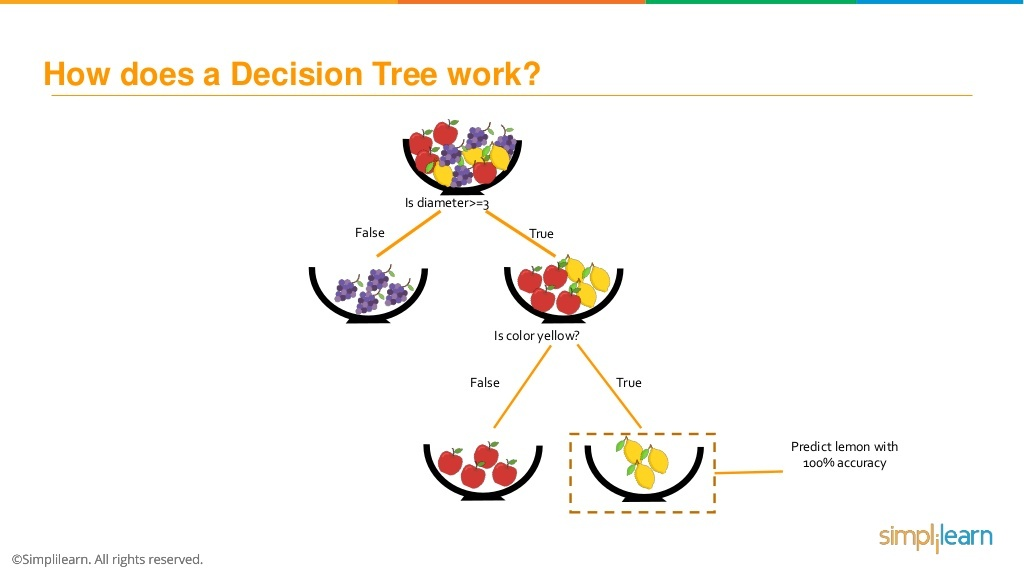 How does a Decision Tree work?
Is diameter>=3
False
True
Is color yellow?
False
True
Predict lemon with
100% accuracy
simplilearn
©Simplilearn. All rights reserved.